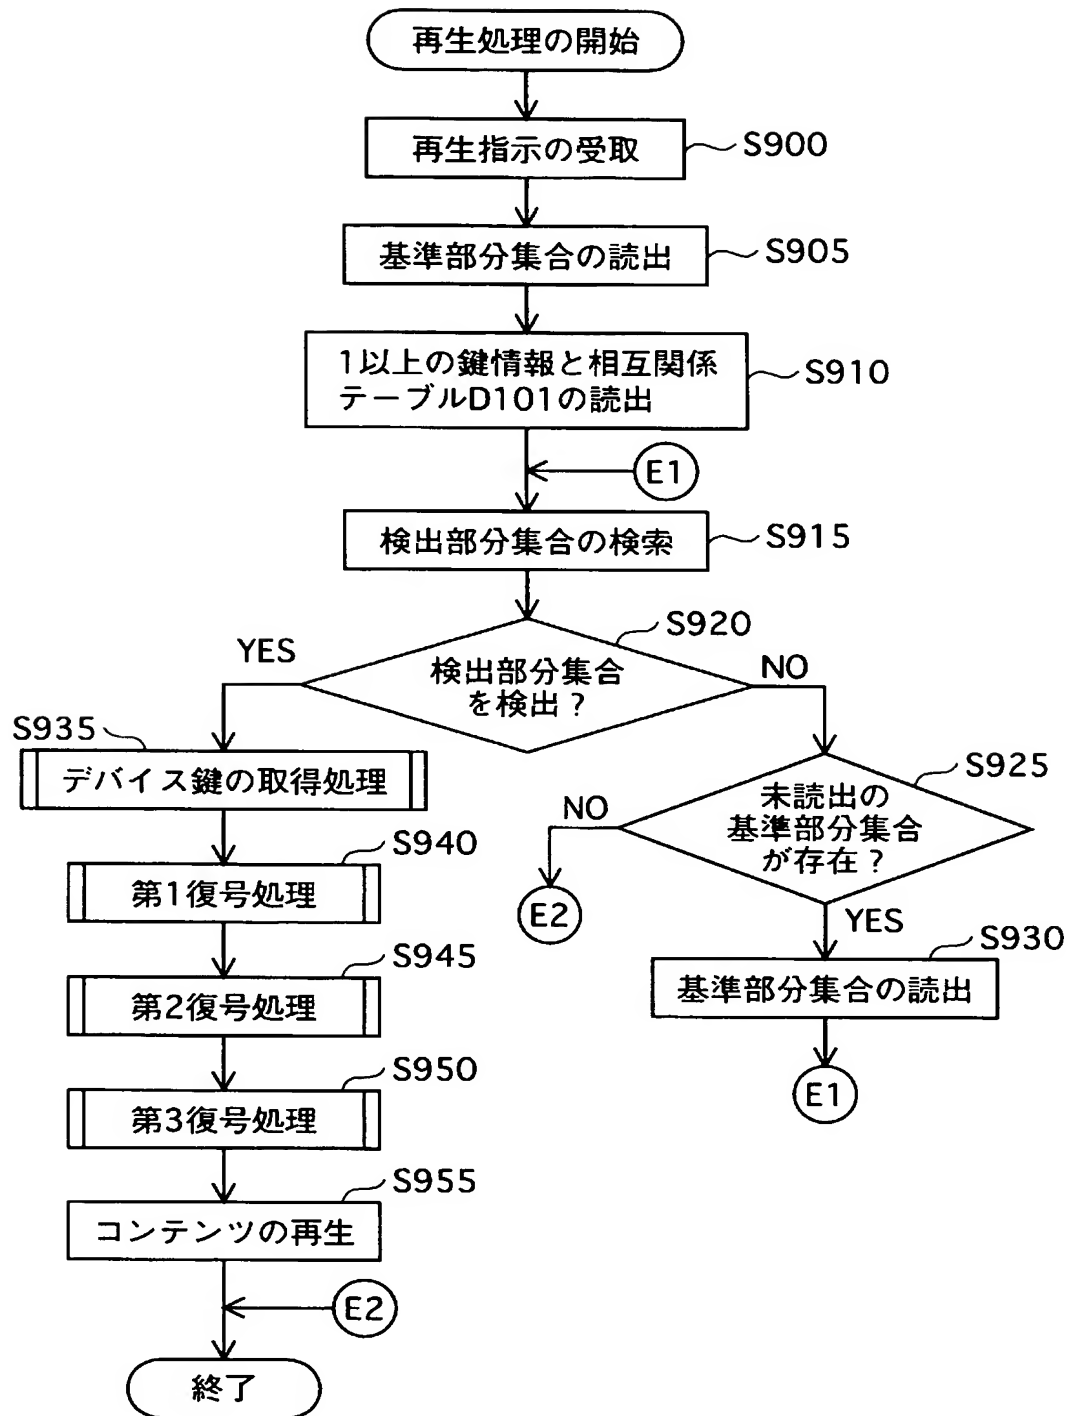 再生処理の開始
再生指示の受取
S900
基準部分集合の読出
S905
1以上の鍵情報と相互関係
テーブルD101の読出
S910
E1
検出部分集合の検索
S915
S920
YES
検出部分集合
を検出？
NO
S935
デバイス鍵の取得処理
S925
未読出の
基準部分集合
が存在？
NO
E2
YES
S940
第1復号処理
S930
基準部分集合の読出
S945
第2復号処理
E1
S950
第3復号処理
S955
コンテンツの再生
E2
終了